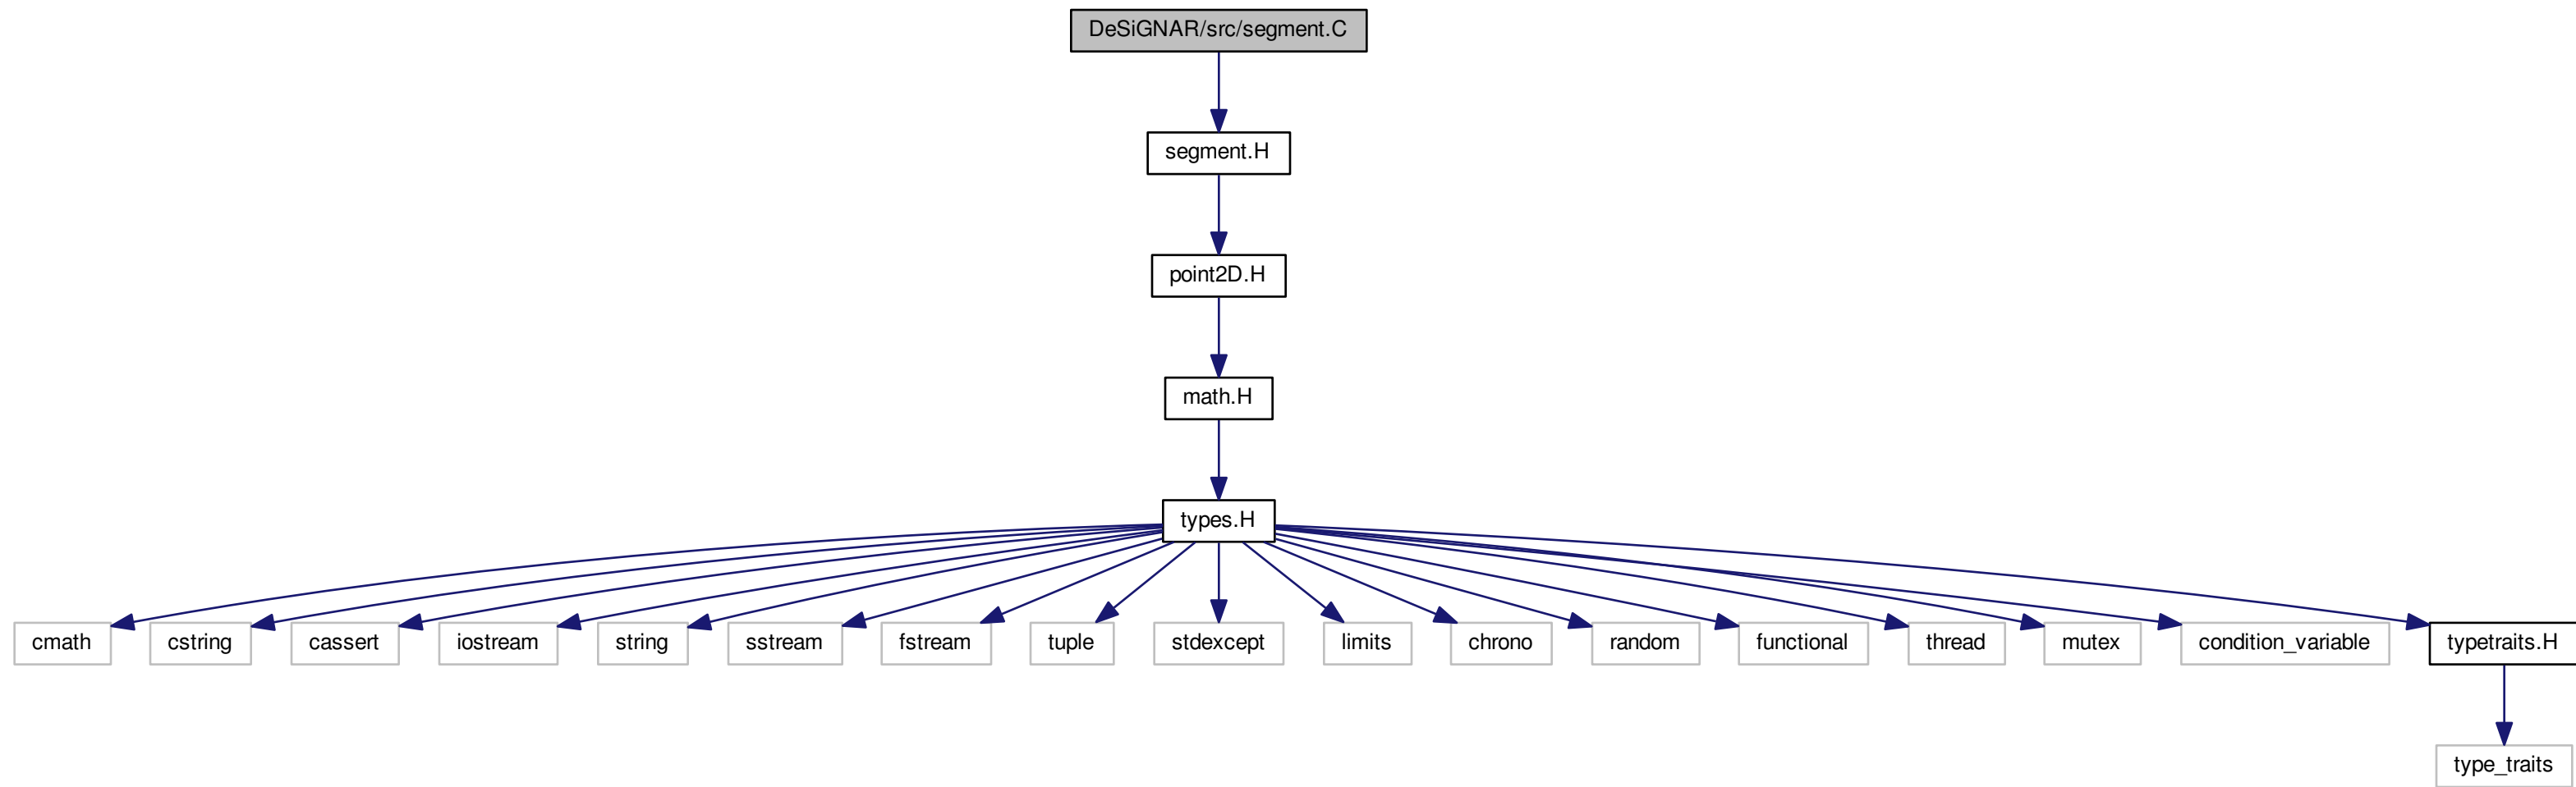 DeSiGNAR/src/segment.C
segment.H
point2D.H
math.H
types.H
cmath
cstring
cassert
iostream
string
sstream
fstream
tuple
stdexcept
limits
chrono
random
functional
thread
mutex
condition_variable
typetraits.H
type_traits